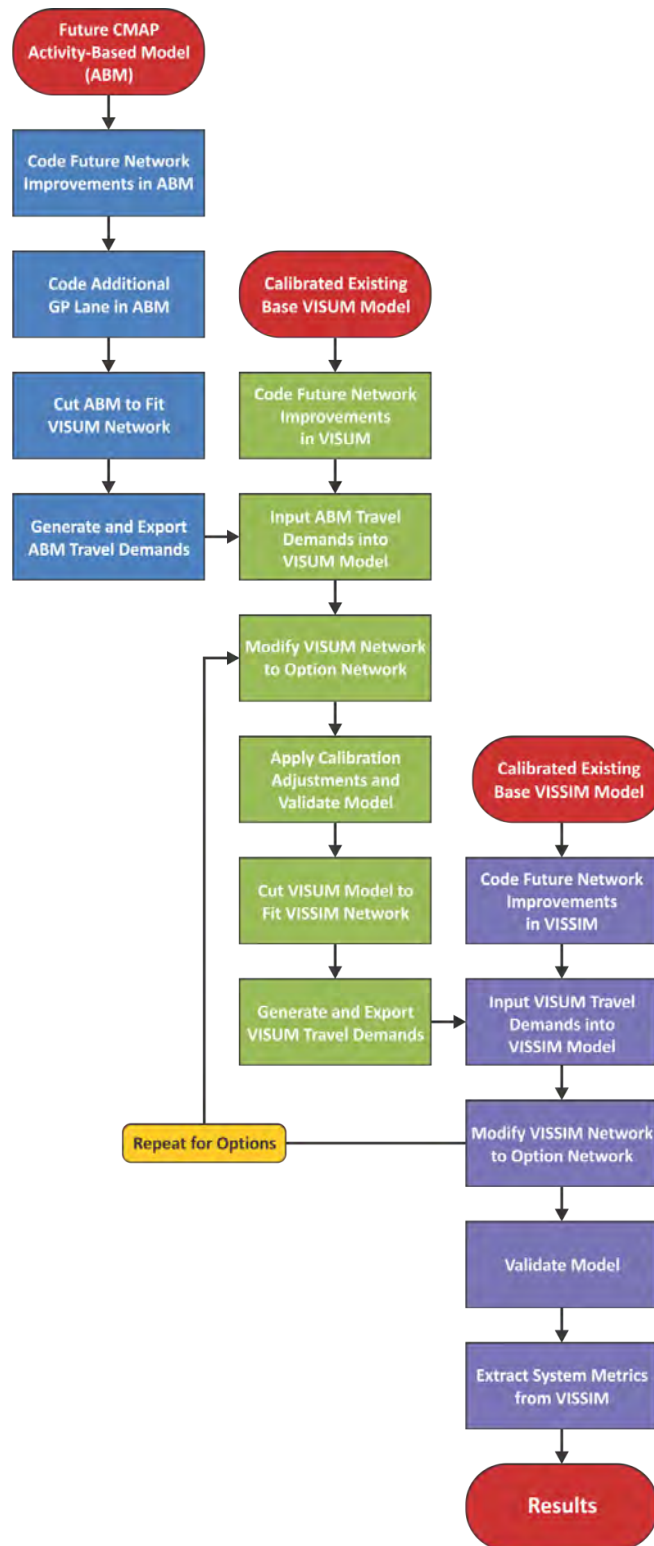 Future CMAP
Activity-Based Model
(ABM)
Code Future Network
Improvements in ABM
Code Additional
GP Lane in ABM
Cut ABM to Fit
VISUM Network
Generate and Export
ABM Travel Demands
Calibrated Existing
Base VISUM Model
Code Future Network
Improvements
in VISUM
Input ABM Travel
Demands into
VISUM Model
Modify VISUM Network
to Option Network
Apply Calibration
Adjustments and
Validate Model
Cut VISUM Model to
Fit VISSIM Network
Generate and Export
VISUM Travel Demands
Repeat for Options
Calibrated Existing
Base VISSIM Model
Code Future Network
Improvements
in VISSIM
Input VISUM Travel
Demands into
VISSIM Model
Modify VISSIM Network
to Option Network
Validate Model
Extract System Metrics
from VISSIM
Results